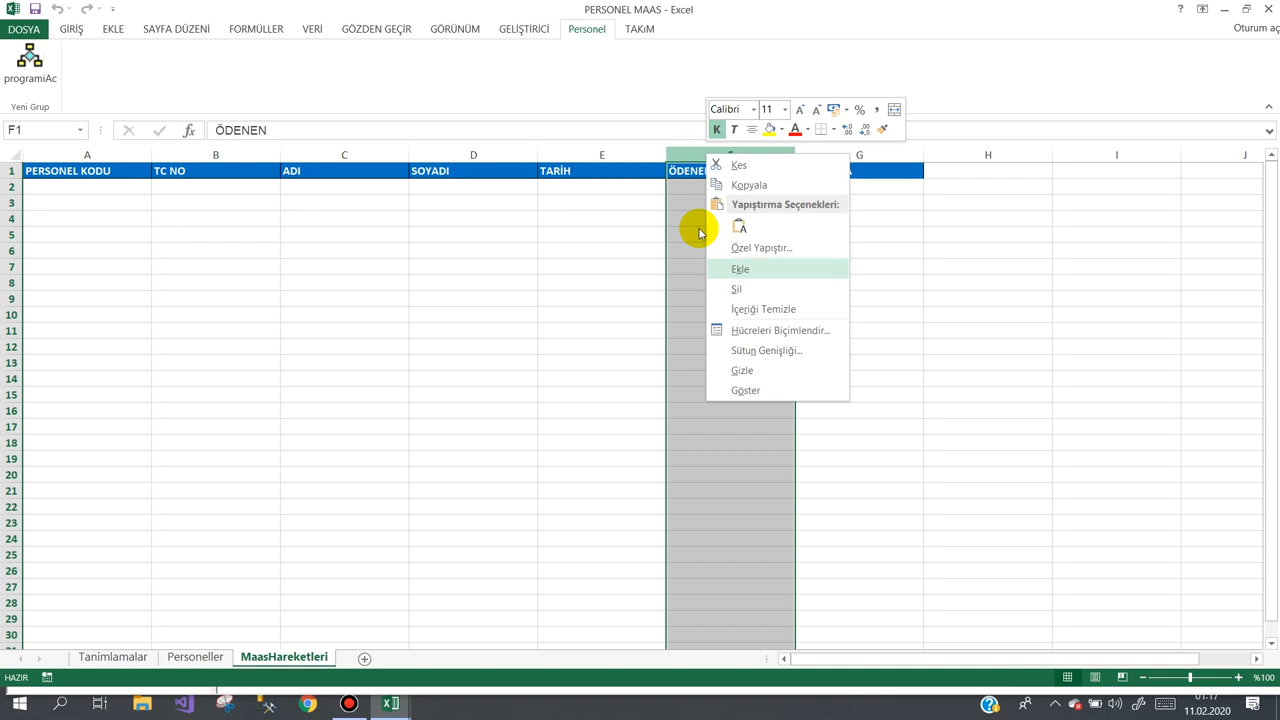 PERSONEL MAAS - Excel
Oturum aç
DOSYA GİRİŞ EKLE SAYFA DÜZENİ FORMÜLLER VERİ GÖZDEN GEÇİR GÖRÜNÜM GELİŞTİRİCİ Personel TAKıM
programiAc
Yeni Grup
Calibri 11
K T
F1 fx ÖDENEN
A B C D E G H I J
1 PERSONEL KODU TC NO ADI SOYADI TARİH
2
3
4
5
6
7
8
9
10
11
12
13
14
15
16
17
18
19
20
21
22
23
24
25
26
27
28
29
30
Kes
Kopyala
Yapıştırma Seçenekleri:
Özel Yapıştır...
Ekle
Sil
İçeriği Temizle
Hücreleri Biçimlendir...
Sütun Genişliği...
Gizle
Göster
Tanimlamalar Personeller MaasHareketleri
HAZIR %100
01:17
11.02.2020